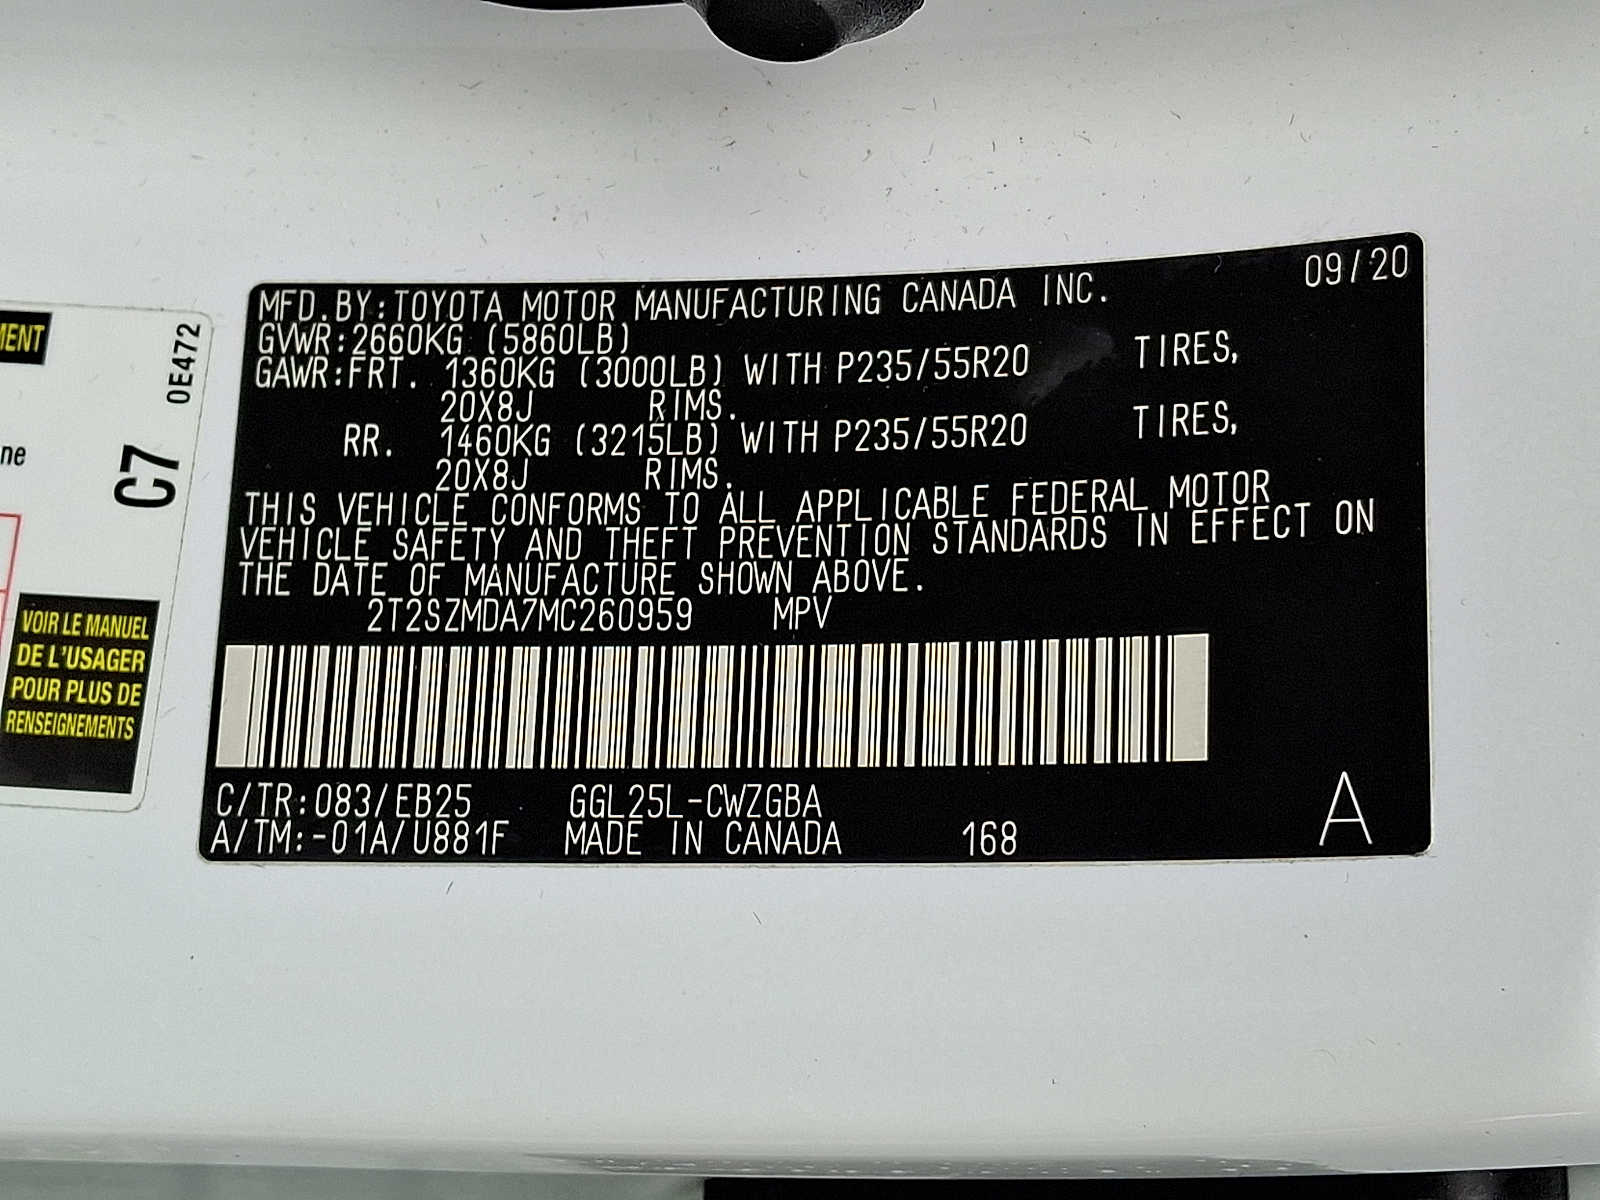 MENT
0E472
ne
C7
VOIR LE MANUEL
DE L'USAGER
POUR PLUS DE
RENSEIGNEMENTS
MFD.BY:TOYOTA MOTOR MANUFACTURING CANADA INC. 09/20
GVWR:2660KG (5860LB)
GAWR:FRT. 1360KG (3000LB) WITH P235/55R20 TIRES,
20X8J RIMS.
RR. 1460KG (3215LB) WITH P235/55R20 TIRES,
20X8J RIMS.
THIS VEHICLE CONFORMS TO ALL APPLICABLE FEDERAL MOTOR
VEHICLE SAFETY AND THEFT PREVENTION STANDARDS IN EFFECT ON
THE DATE OF MANUFACTURE SHOWN ABOVE.
2T2SZMDA7MC260959 MPV
C/TR:083/EB25 GGL25L-CWZGBA
A/TM:-01A/U881F MADE IN CANADA 168 A